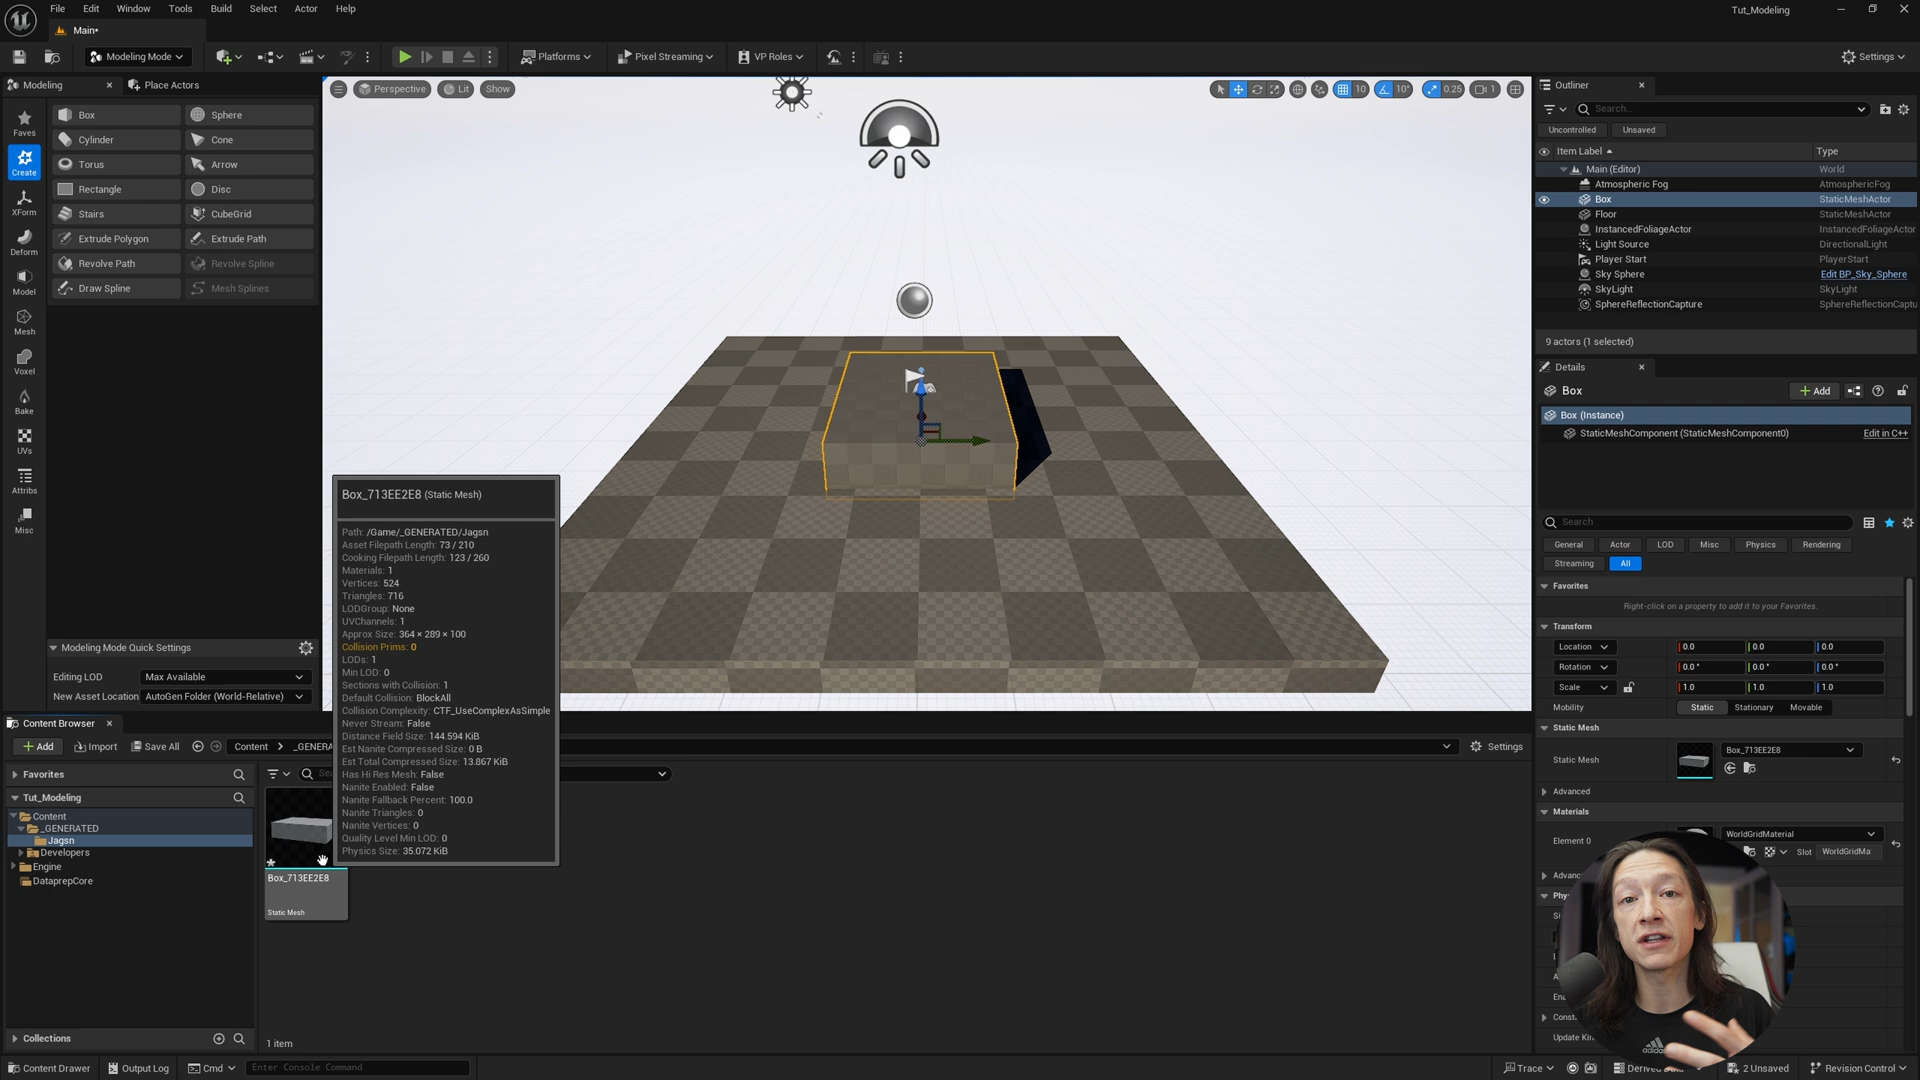 File Edit Window Tools Build Select Actor Help
Tut_Modeling
Main•
Modeling Mode
Platforms
Pixel Streaming
VP Roles
Settings
Modeling
Place Actors
Faves
Create
XForm
Deform
Model
Mesh
Voxel
Bake
UVs
Attribs
Misc
Box
Sphere
Cylinder
Cone
Torus
Arrow
Rectangle
Disc
Stairs
CubeGrid
Extrude Polygon
Extrude Path
Revolve Path
Revolve Spline
Draw Spline
Mesh Splines
Modeling Mode Quick Settings
Editing LOD
Max Available
New Asset Location
AutoGen Folder (World-Relative)
Perspective
Lit
Show
10
10°
0.25
1
Box_713EE2E8 (Static Mesh)
Path: /Game/_GENERATED/Jagsn
Asset Filepath Length: 73 / 210
Cooking Filepath Length: 123 / 260
Materials: 1
Vertices: 524
Triangles: 716
LODGroup: None
UVChannels: 1
Approx Size: 364 × 289 × 100
Collision Prims: 0
LODs: 1
Min LOD: 0
Sections with Collision: 1
Default Collision: BlockAll
Collision Complexity: CTF_UseComplexAsSimple
Never Stream: False
Distance Field Size: 144.594 KiB
Est Nanite Compressed Size: 0 B
Est Total Compressed Size: 13.867 KiB
Has Hi Res Mesh: False
Nanite Enabled: False
Nanite Fallback Percent: 100.0
Nanite Triangles: 0
Nanite Vertices: 0
Quality Level Min LOD: 0
Physics Size: 35.072 KiB
Outliner
Search...
Uncontrolled
Unsaved
Item Label
Type
Main (Editor)
World
Atmospheric Fog
AtmosphericFog
Box
StaticMeshActor
Floor
StaticMeshActor
InstancedFoliageActor
InstancedFoliageActor
Light Source
DirectionalLight
Player Start
PlayerStart
Sky Sphere
Edit BP_Sky_Sphere
SkyLight
SkyLight
SphereReflectionCapture
SphereReflectionCaptu
9 actors (1 selected)
Details
Box
Add
Box (Instance)
StaticMeshComponent (StaticMeshComponent0)
Edit in C++
Search
General
Actor
LOD
Misc
Physics
Rendering
Streaming
All
Favorites
Right-click on a property to add it to your Favorites.
Transform
Location
0.0
0.0
0.0
Rotation
0.0 °
0.0 °
0.0 °
Scale
1.0
1.0
1.0
Mobility
Static
Stationary
Movable
Static Mesh
Static Mesh
Box_713EE2E8
Advanced
Materials
Element 0
WorldGridMaterial
Slot
WorldGridMa
adidas
Update Kin
Content Browser
Add
Import
Save All
Content
_GENERA
Settings
Favorites
Tut_Modeling
Content
_GENERATED
Jagsn
Developers
Engine
DataprepCore
Collections
Box_713EE2E8
Static Mesh
1 item
Content Drawer
Output Log
Cmd
Enter Console Command
Trace
2 Unsaved
Revision Control